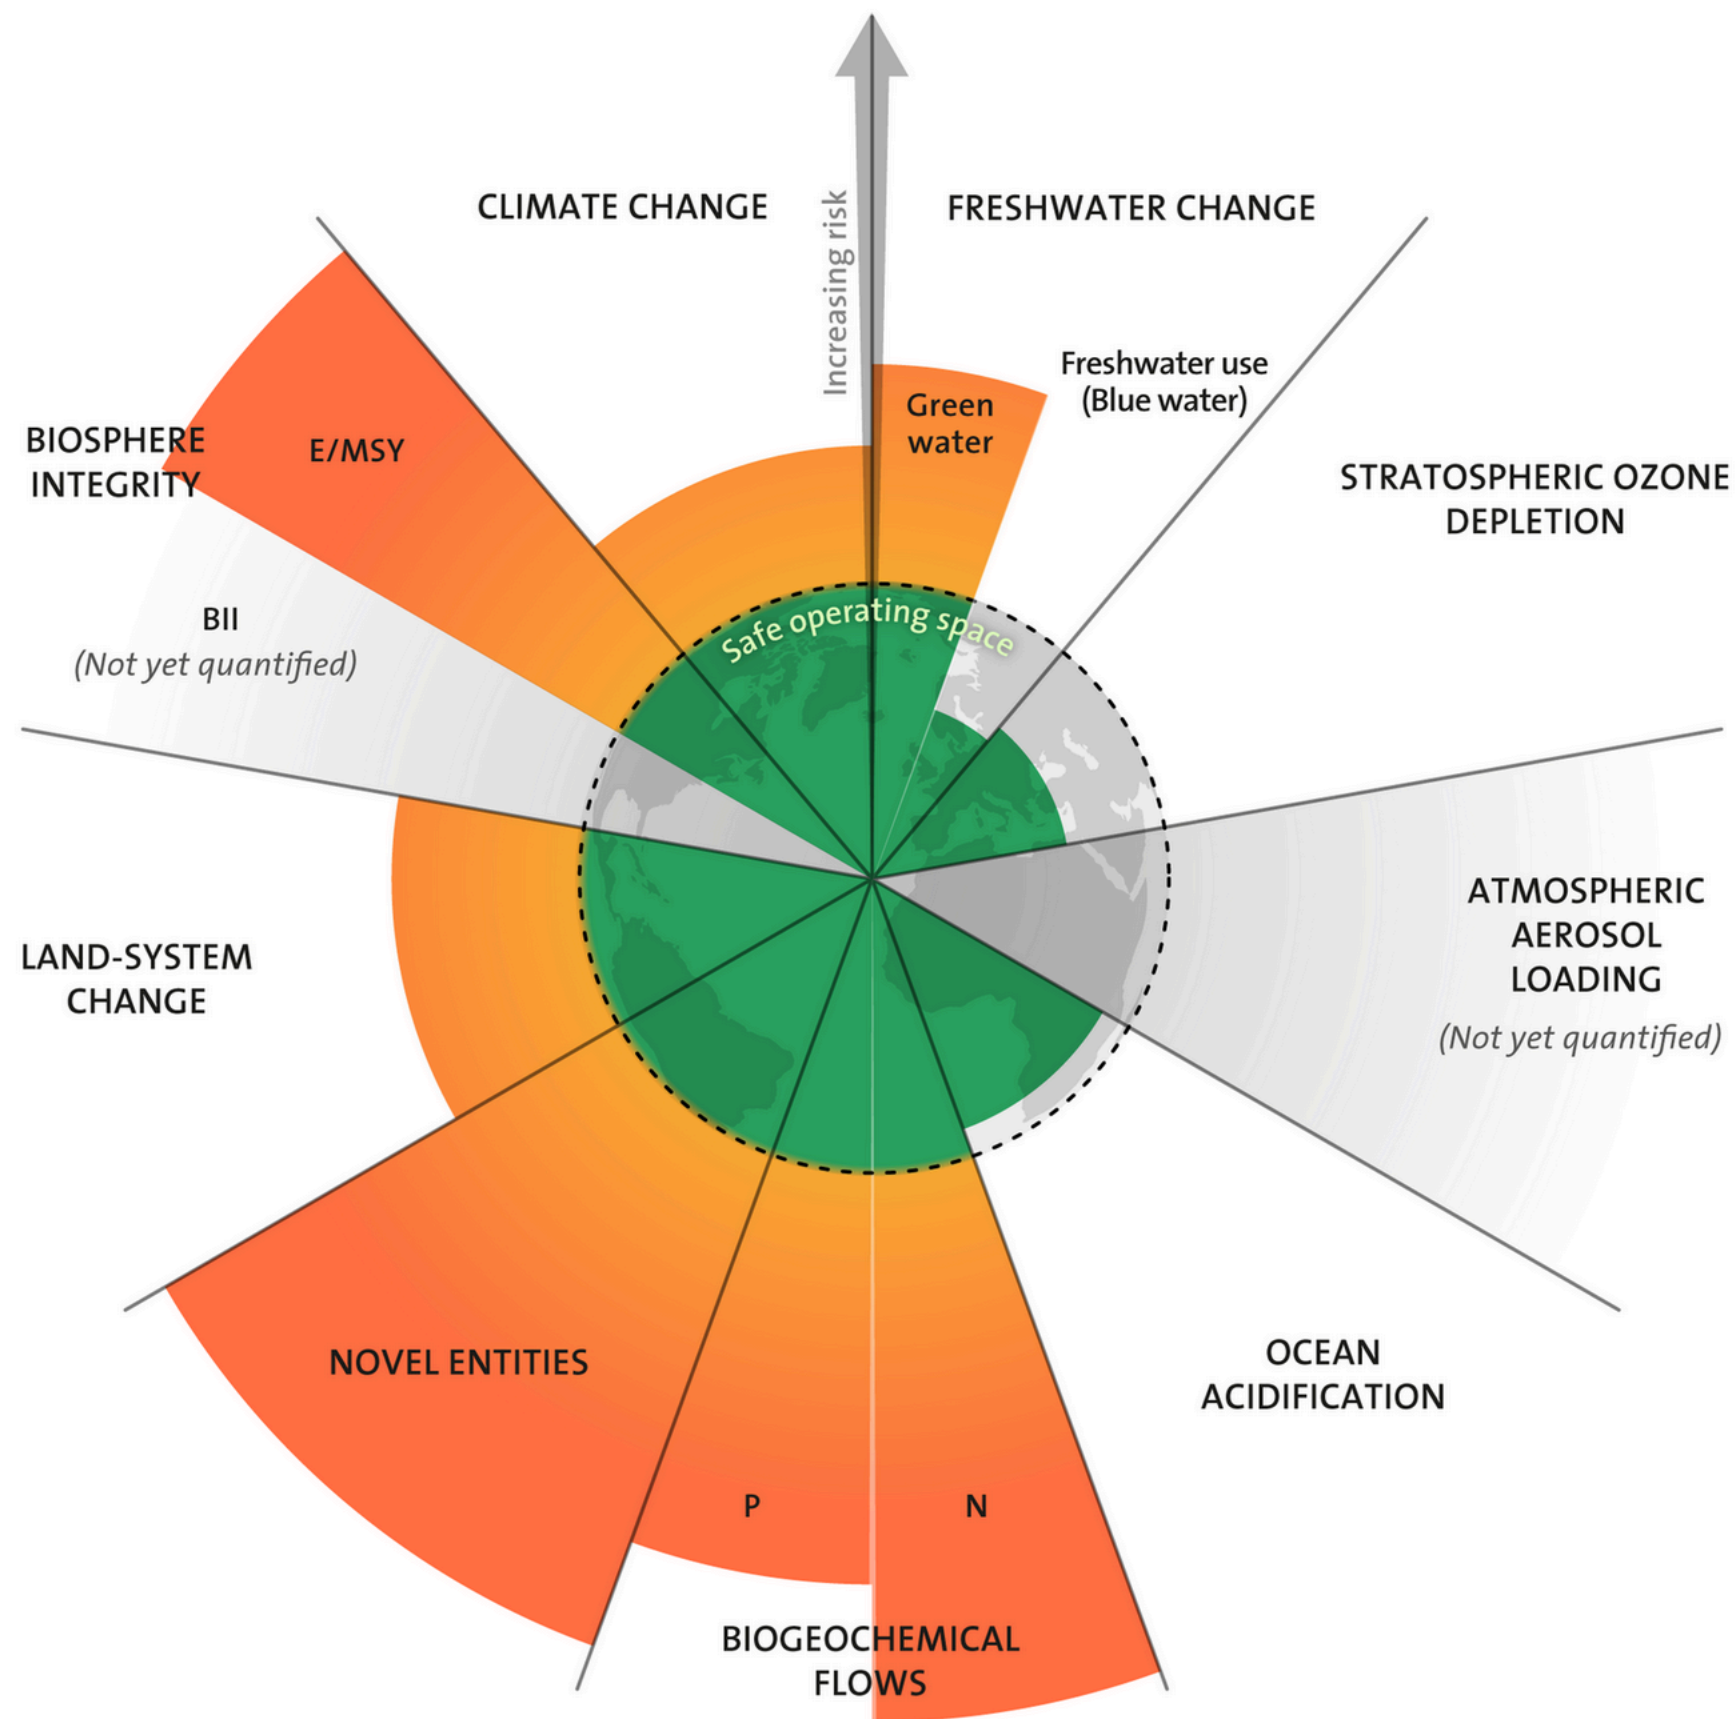 CLIMATE CHANGE
FRESHWATER CHANGE
Increasing risk
Freshwater use
(Blue water)
Green
water
BIOSPHERE
INTEGRITY
E/MSY
STRATOSPHERIC OZONE
DEPLETION
BII
(Not yet quantified)
Safe operating space
ATMOSPHERIC
AEROSOL
LOADING
(Not yet quantified)
LAND-SYSTEM
CHANGE
NOVEL ENTITIES
OCEAN
ACIDIFICATION
P
N
BIOGEOCHEMICAL
FLOWS